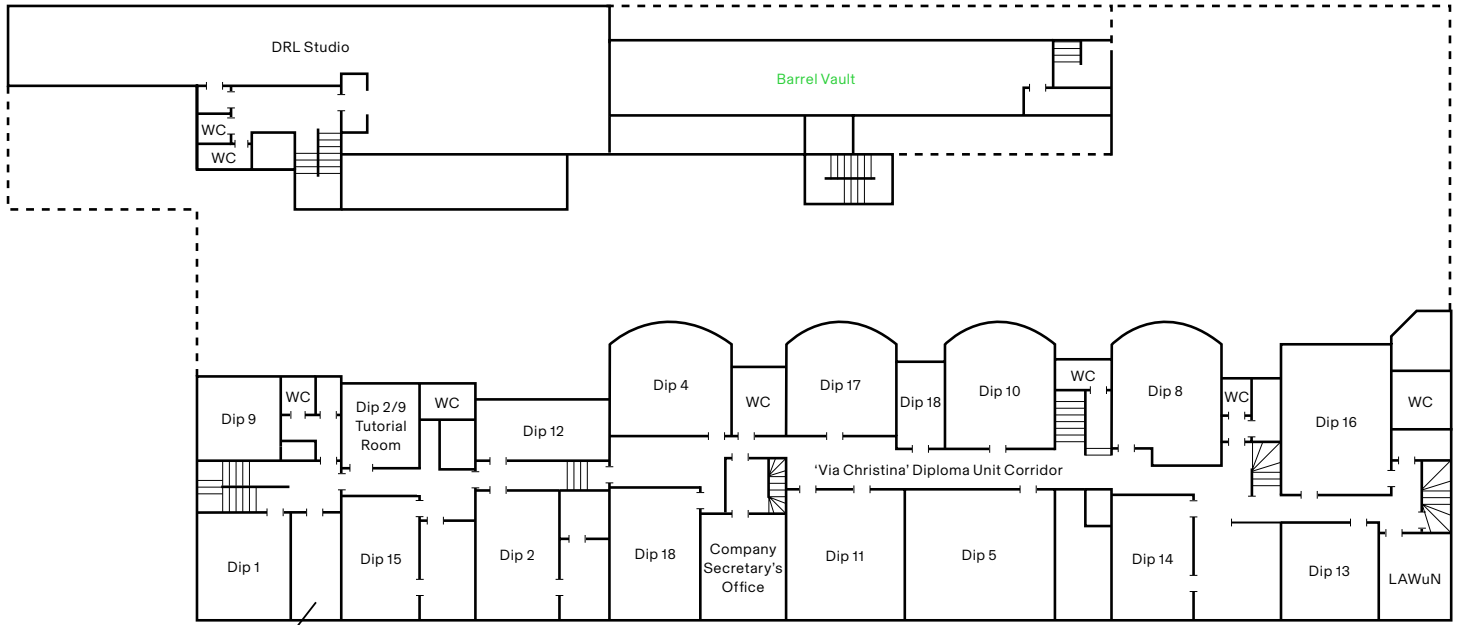 DRL Studio
Barrel Vault
WC
WC
Dip 9
WC
Dip 2/9
Tutorial
Room
WC
Dip 12
Dip 4
WC
Dip 17
Dip 18
Dip 10
WC
Dip 8
WC
Dip 16
WC
‘Via Christina’ Diploma Unit Corridor
Dip 1
Dip 15
Dip 2
Dip 18
Company
Secretary’s
Office
Dip 11
Dip 5
Dip 14
Dip 13
LAWuN